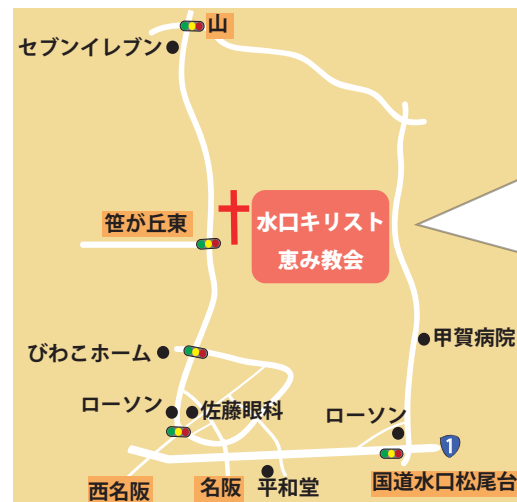 山
セブンイレブン
笹が丘東
水口キリスト
恵み教会
甲賀病院
びわこホーム
ローソン
佐藤眼科
ローソン
1
西名阪
名阪
平和堂
国道水口松尾台